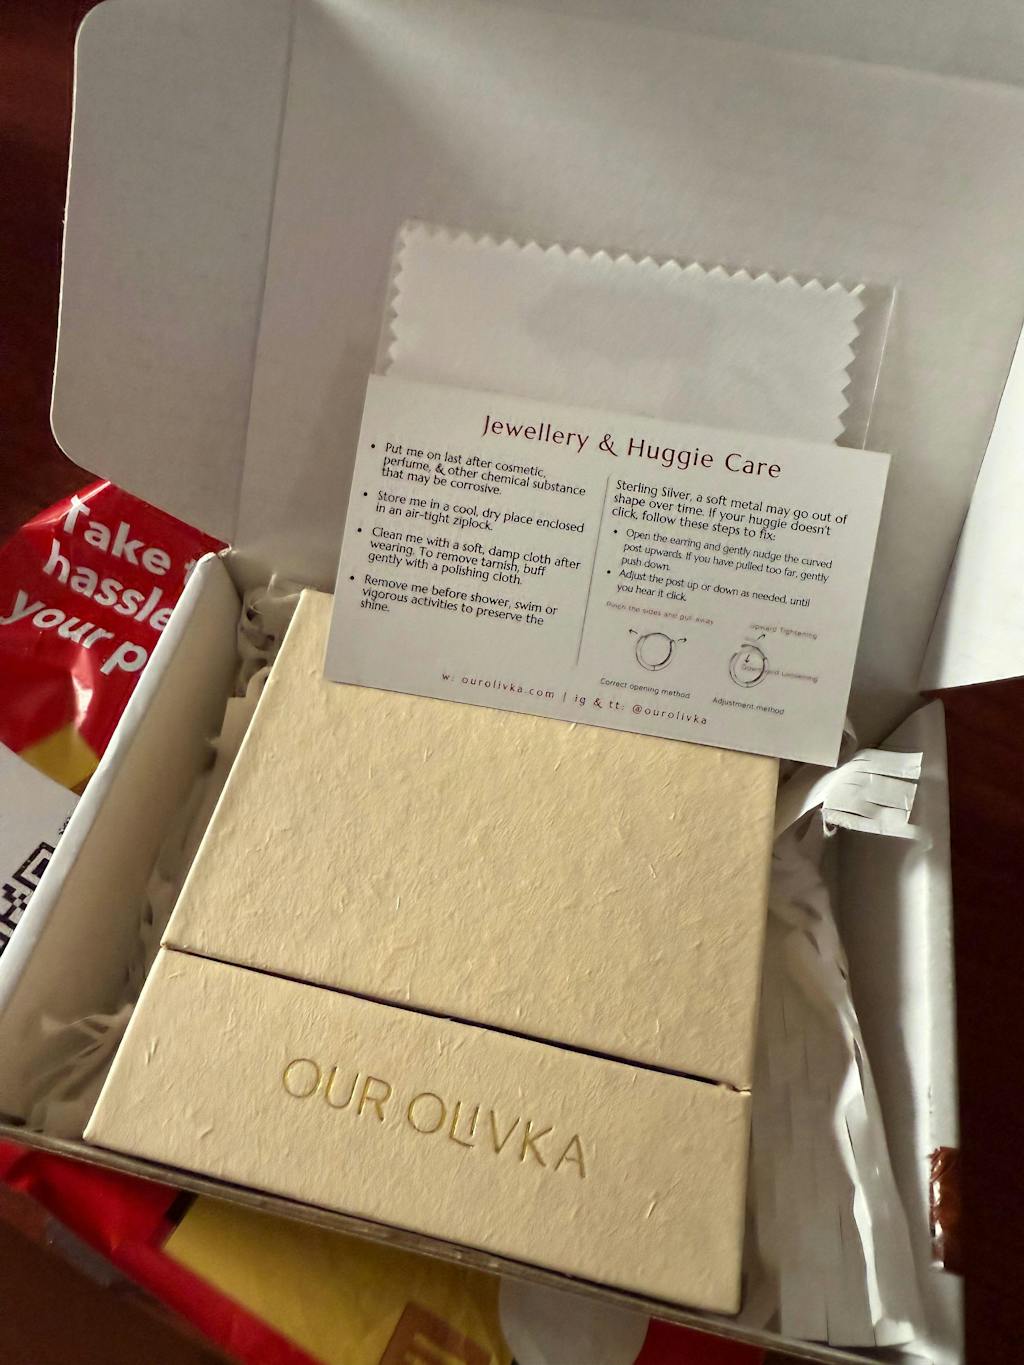 Take
hassle
your p
Jewellery & Huggie Care
• Put me on last after cosmetic,
perfume, & other chemical substance
that may be corrosive.
• Store me in a cool, dry place enclosed
in an air-tight ziplock.
• Clean me with a soft, damp cloth after
wearing. To remove tarnish, buff
gently with a polishing cloth.
• Remove me before shower, swim or
vigorous activities to preserve the
shine.
Sterling Silver, a soft metal may go out of
shape over time. If your huggie doesn't
click, follow these steps to fix:
• Open the earring and gently nudge the curved
post upwards. If you have pulled too far, gently
push down.
• Adjust the post up or down as needed, until
you hear it click.
Pinch the sides and pull away
Upward Tightening
Correct opening method
Adjustment method
w: ourolivka.com | ig & tt: @ourolivka
OUR OLIVKA